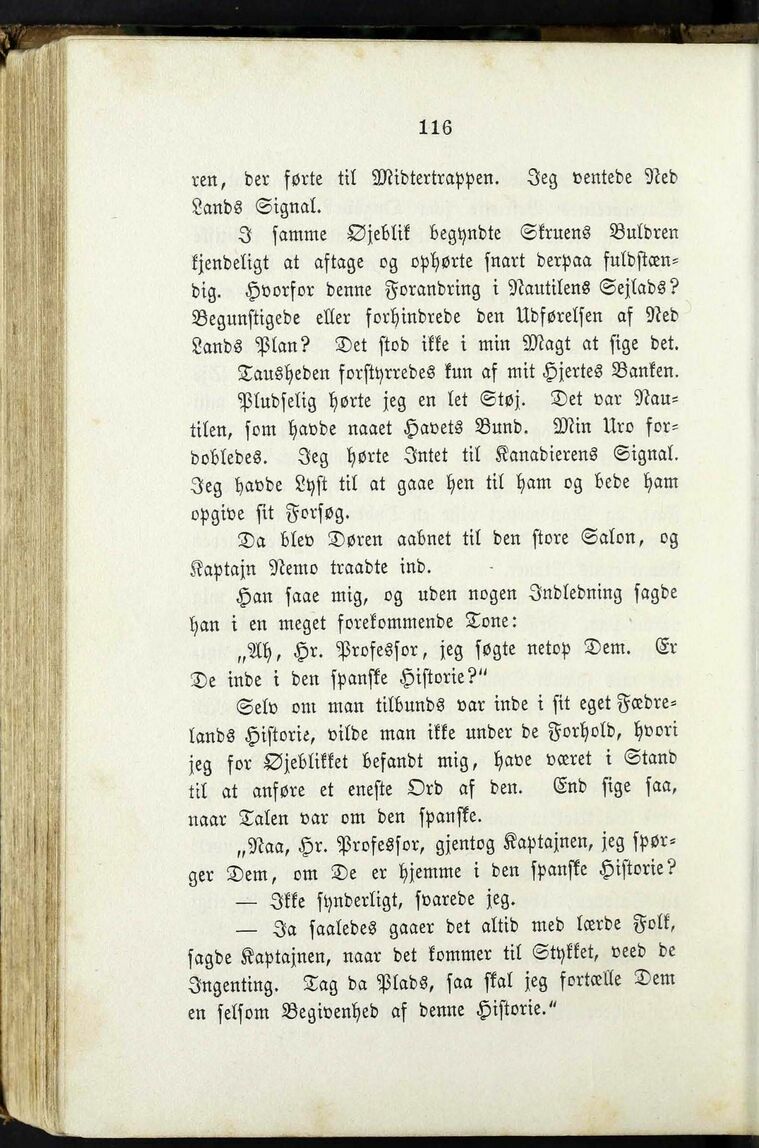 116
ren, der førte til Midtertrappen. Jeg ventede Ned
Lands Signal.
I samme Øjeblik begyndte Skruens Buldren
kjendeligt at aftage og ophørte snart derpaa fuldstæn-
dig. Hvorfor denne Forandring i Nautilens Sejlads?
Begunstigede eller forhindrede den Udførelsen af Ned
Lands Plan? Det stod ikke i min Magt at sige det.
Tausheden forstyrredes kun af mit Hjertes Banken.
Pludselig hørte jeg en let Støj. Det var Nau-
tilen, som havde naaet Havets Bund. Min Uro for-
dobledes. Jeg hørte Intet til Kanadierens Signal.
Jeg havde Lyst til at gaae hen til ham og bede ham
opgive sit Forsøg.
Da blev Døren aabnet til den store Salon, og
Kaptajn Nemo traadte ind.
Han saae mig, og uden nogen Indledning sagde
han i en meget forekommende Tone:
„Ah, Hr. Professor, jeg søgte netop Dem. Er
De inde i den spanske Historie?"
Selv om man tilbunds var inde i sit eget Fædre-
lands Historie, vilde man ikke under de Forhold, hvori
jeg for Øjeblikket befandt mig, have været i Stand
til at anføre et eneste Ord af den. End sige saa,
naar Talen var om den spanske.
„Naa, Hr. Professor, gjentog Kaptajnen, jeg spør-
ger Dem, om De er hjemme i den spanske Historie?
— Ikke synderligt, svarede jeg.
— Ja saaledes gaaer det altid med lærde Folk,
sagde Kaptajnen, naar det kommer til Stykket, veed de
Ingenting. Tag da Plads, saa skal jeg fortælle Dem
en selsom Begivenhed af denne Historie."